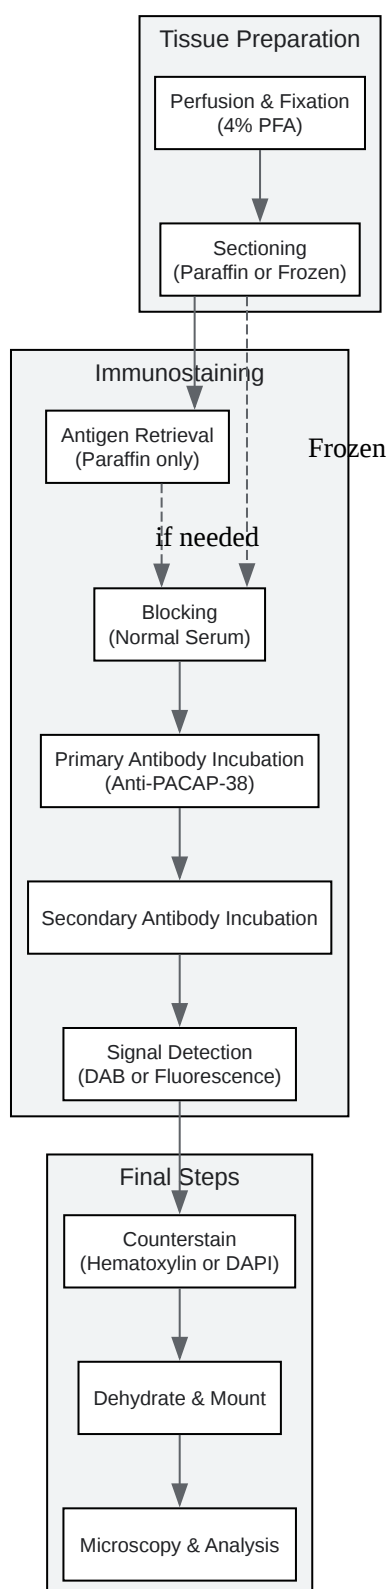 Tissue Preparation
Perfusion & Fixation
(4% PFA)
Sectioning
(Paraffin or Frozen)
Immunostaining
Antigen Retrieval
(Paraffin only)
Frozen
if needed
Blocking
(Normal Serum)
Primary Antibody Incubation
(Anti-PACAP-38)
Secondary Antibody Incubation
Signal Detection
(DAB or Fluorescence)
Final Steps
Counterstain
(Hematoxylin or DAPI)
Dehydrate & Mount
Microscopy & Analysis